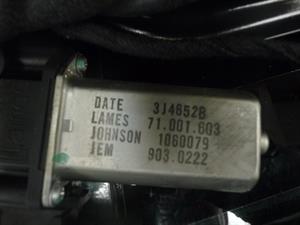 DATE 3J4652B
LAMES 71.001.603
JOHNSON 1060079
IEM 903.0222